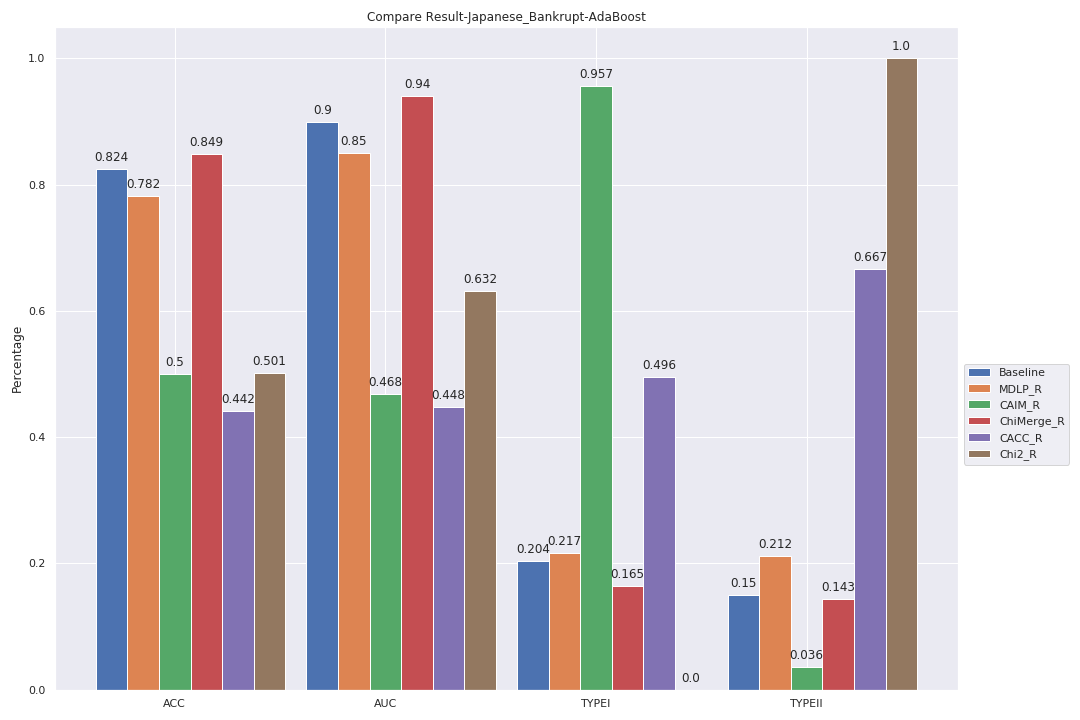 Compare Result-Japanese_Bankrupt-AdaBoost
Percentage
1.0
0.8
0.6
0.4
0.2
0.0
0.824
0.782
0.5
0.849
0.442
0.501
0.9
0.85
0.468
0.94
0.448
0.632
0.204
0.217
0.957
0.165
0.496
0.0
0.15
0.212
0.036
0.143
0.667
1.0
ACC
AUC
TYPEI
TYPEII
Baseline
MDLP_R
CAIM_R
ChiMerge_R
CACC_R
Chi2_R